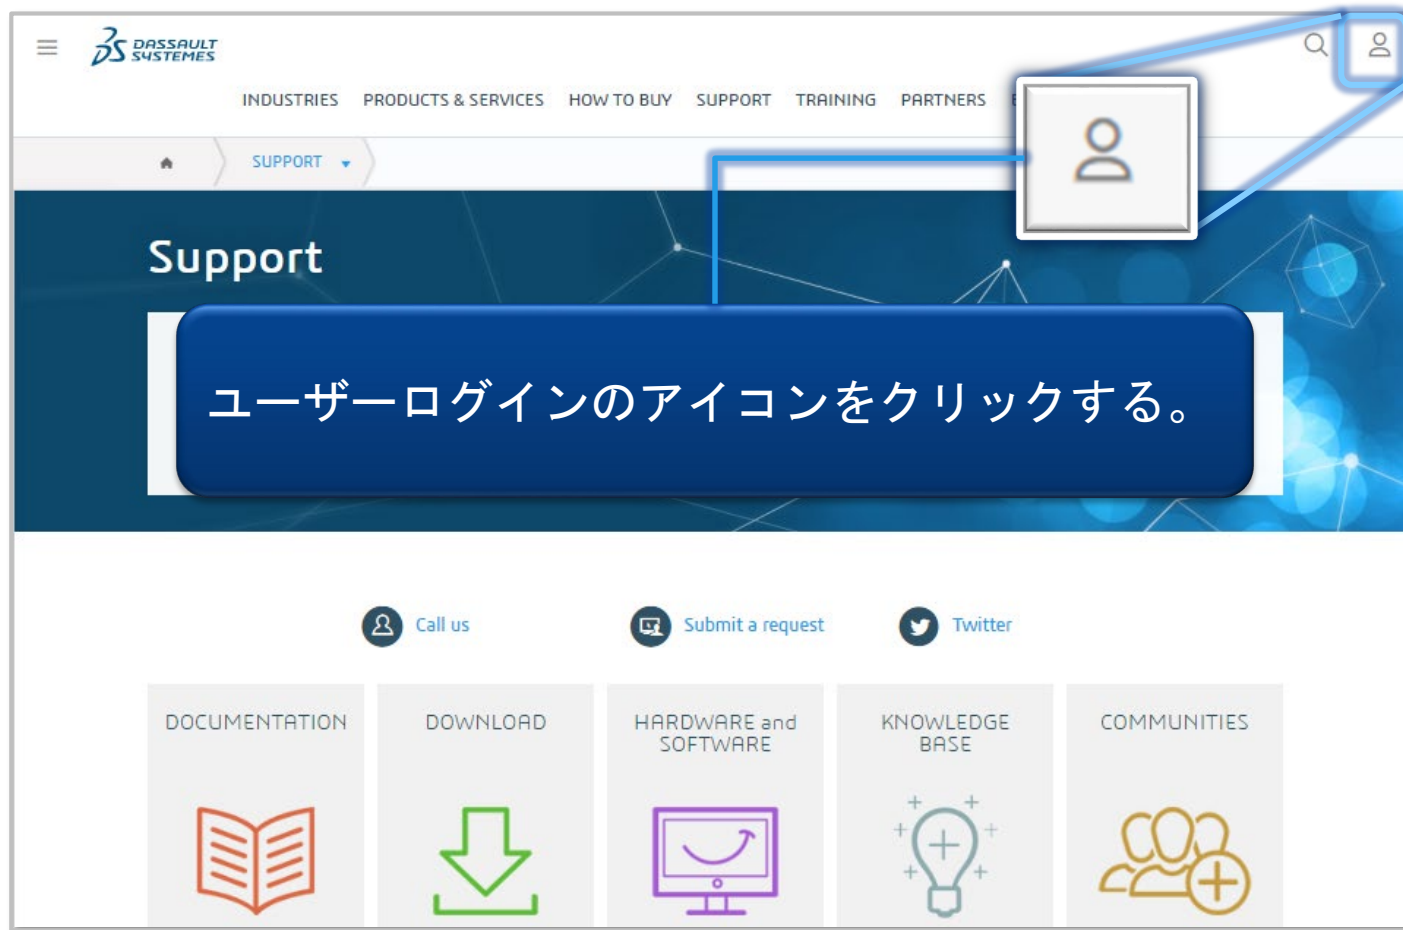 DASSAULT
SYSTEMES
INDUSTRIES PRODUCTS & SERVICES HOW TO BUY SUPPORT TRAINING PARTNERS
SUPPORT
Support
ユーザーログインのアイコンをクリックする。
Call us Submit a request Twitter
DOCUMENTATION DOWNLOAD HARDWARE and SOFTWARE KNOWLEDGE BASE COMMUNITIES